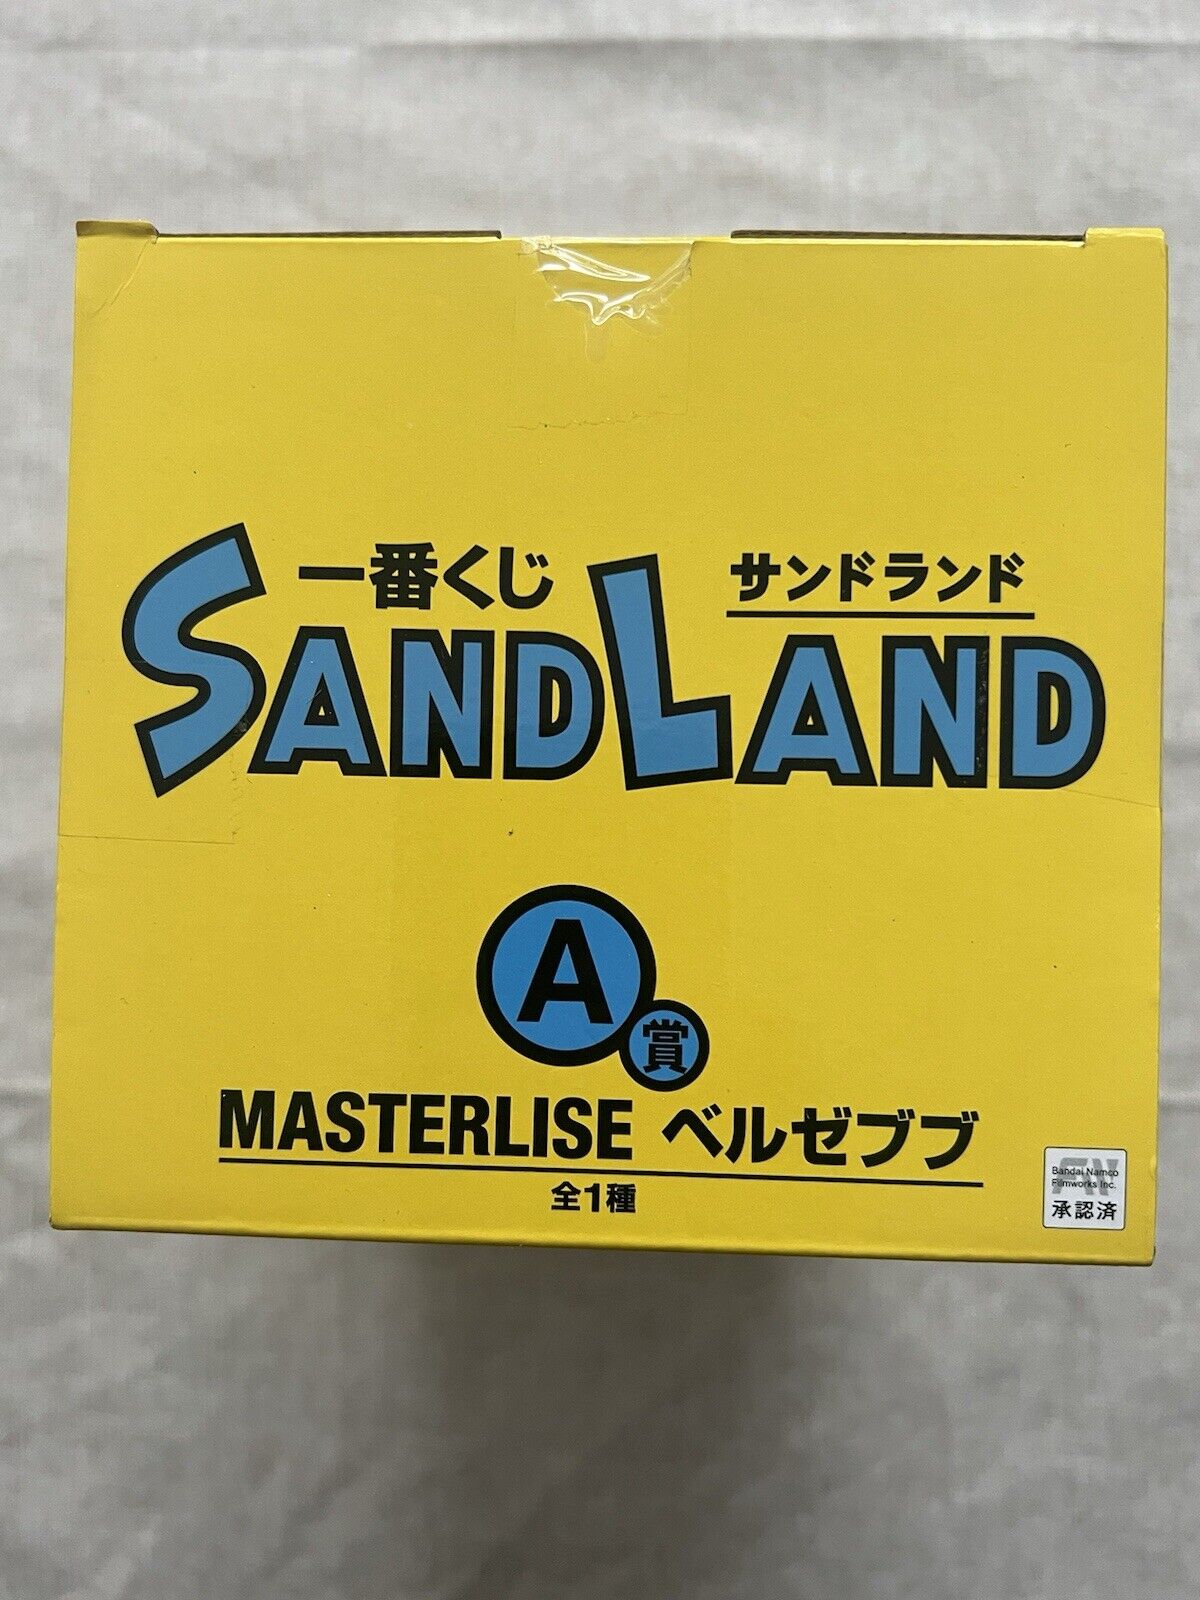 一番くじ
サンドランド
SANDLAND
A賞
MASTERLISE ベルゼブブ
全1種
Bandai Namco
Filmworks Inc.
承認済